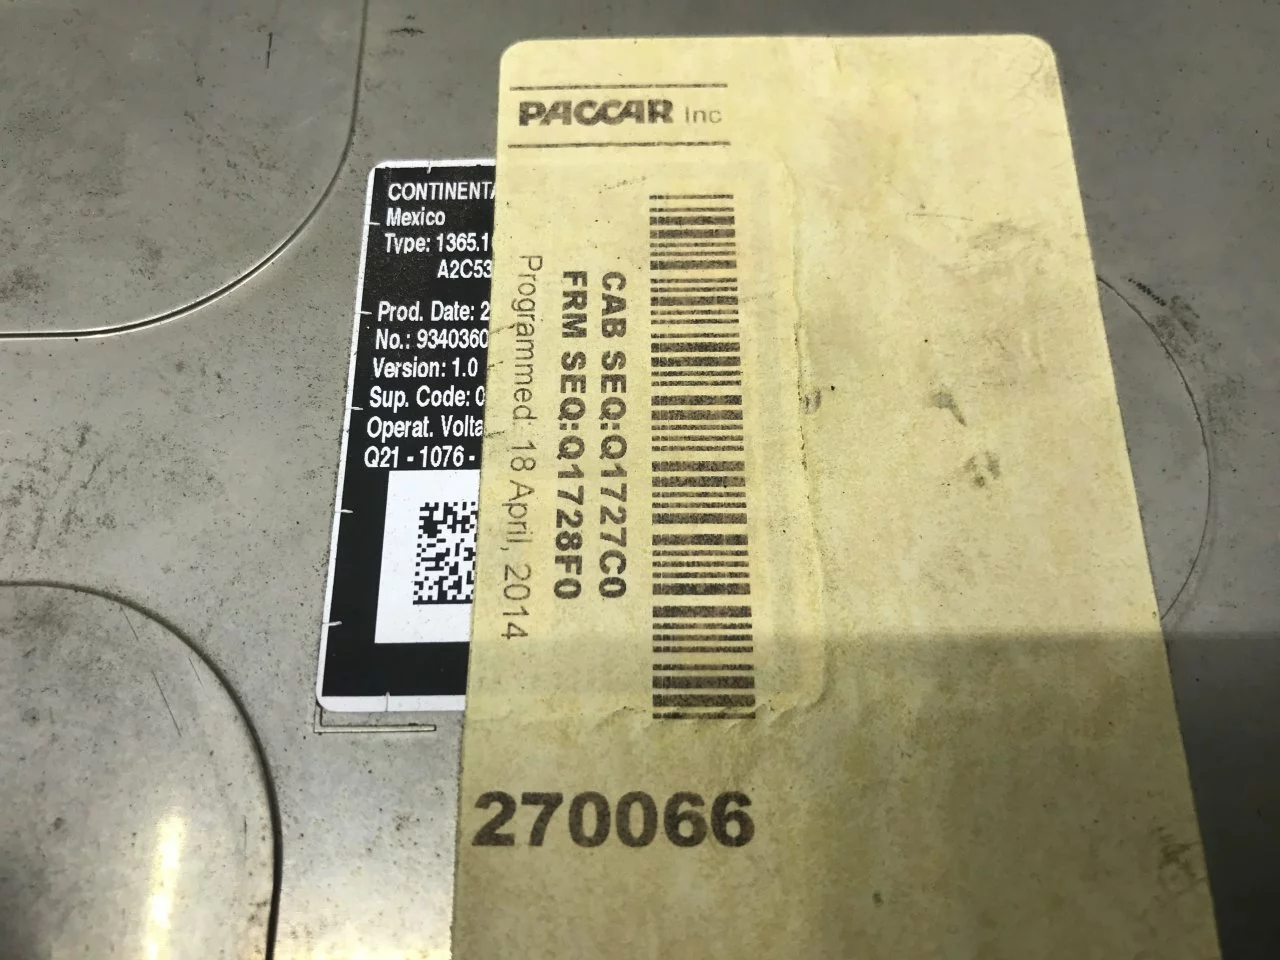 PACCAR Inc
CONTINENTA
Mexico
Type: 1365.1
A2C53
Prod. Date: 2
No.: 9340360
Version: 1.0
Sup. Code: 0
Operat. Volta
Q21 - 1076 -
CAB SEQ:Q1727C0
FRM SEQ:Q1728F0
Programmed: 18 April, 2014
270066